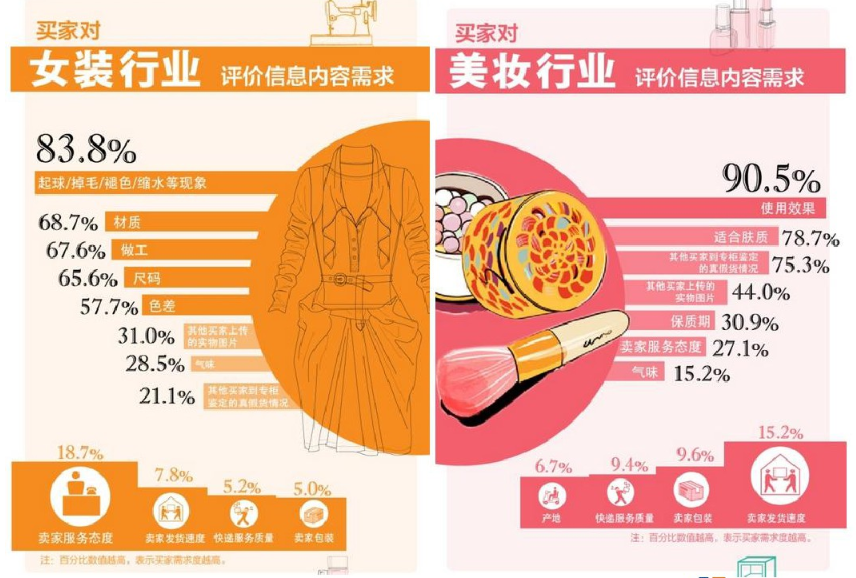 买家对
女装行业 评价信息内容需求
83.8%
起球/掉毛/褪色/缩水等现象
68.7% 材质
67.6% 做工
65.6% 尺码
57.7% 色差
31.0% 其他买家上传
的实物图片
28.5% 气味
21.1% 其他买家到专柜
鉴定的真假货情况
18.7%
卖家服务态度
7.8%
卖家发货速度
5.2%
快递服务质量
5.0%
卖家包装
注：百分比数值越高，表示买家需求度越高。
买家对
美妆行业 评价信息内容需求
90.5%
使用效果
适合肤质 78.7%
其他买家到专柜鉴定
的真假货情况 75.3%
其他买家上传的
实物图片 44.0%
保质期 30.9%
卖家服务态度 27.1%
气味 15.2%
6.7%
产地
9.4%
快递服务质量
9.6%
卖家包装
15.2%
卖家发货速度
注：百分比数值越高，表示买家需求度越高。